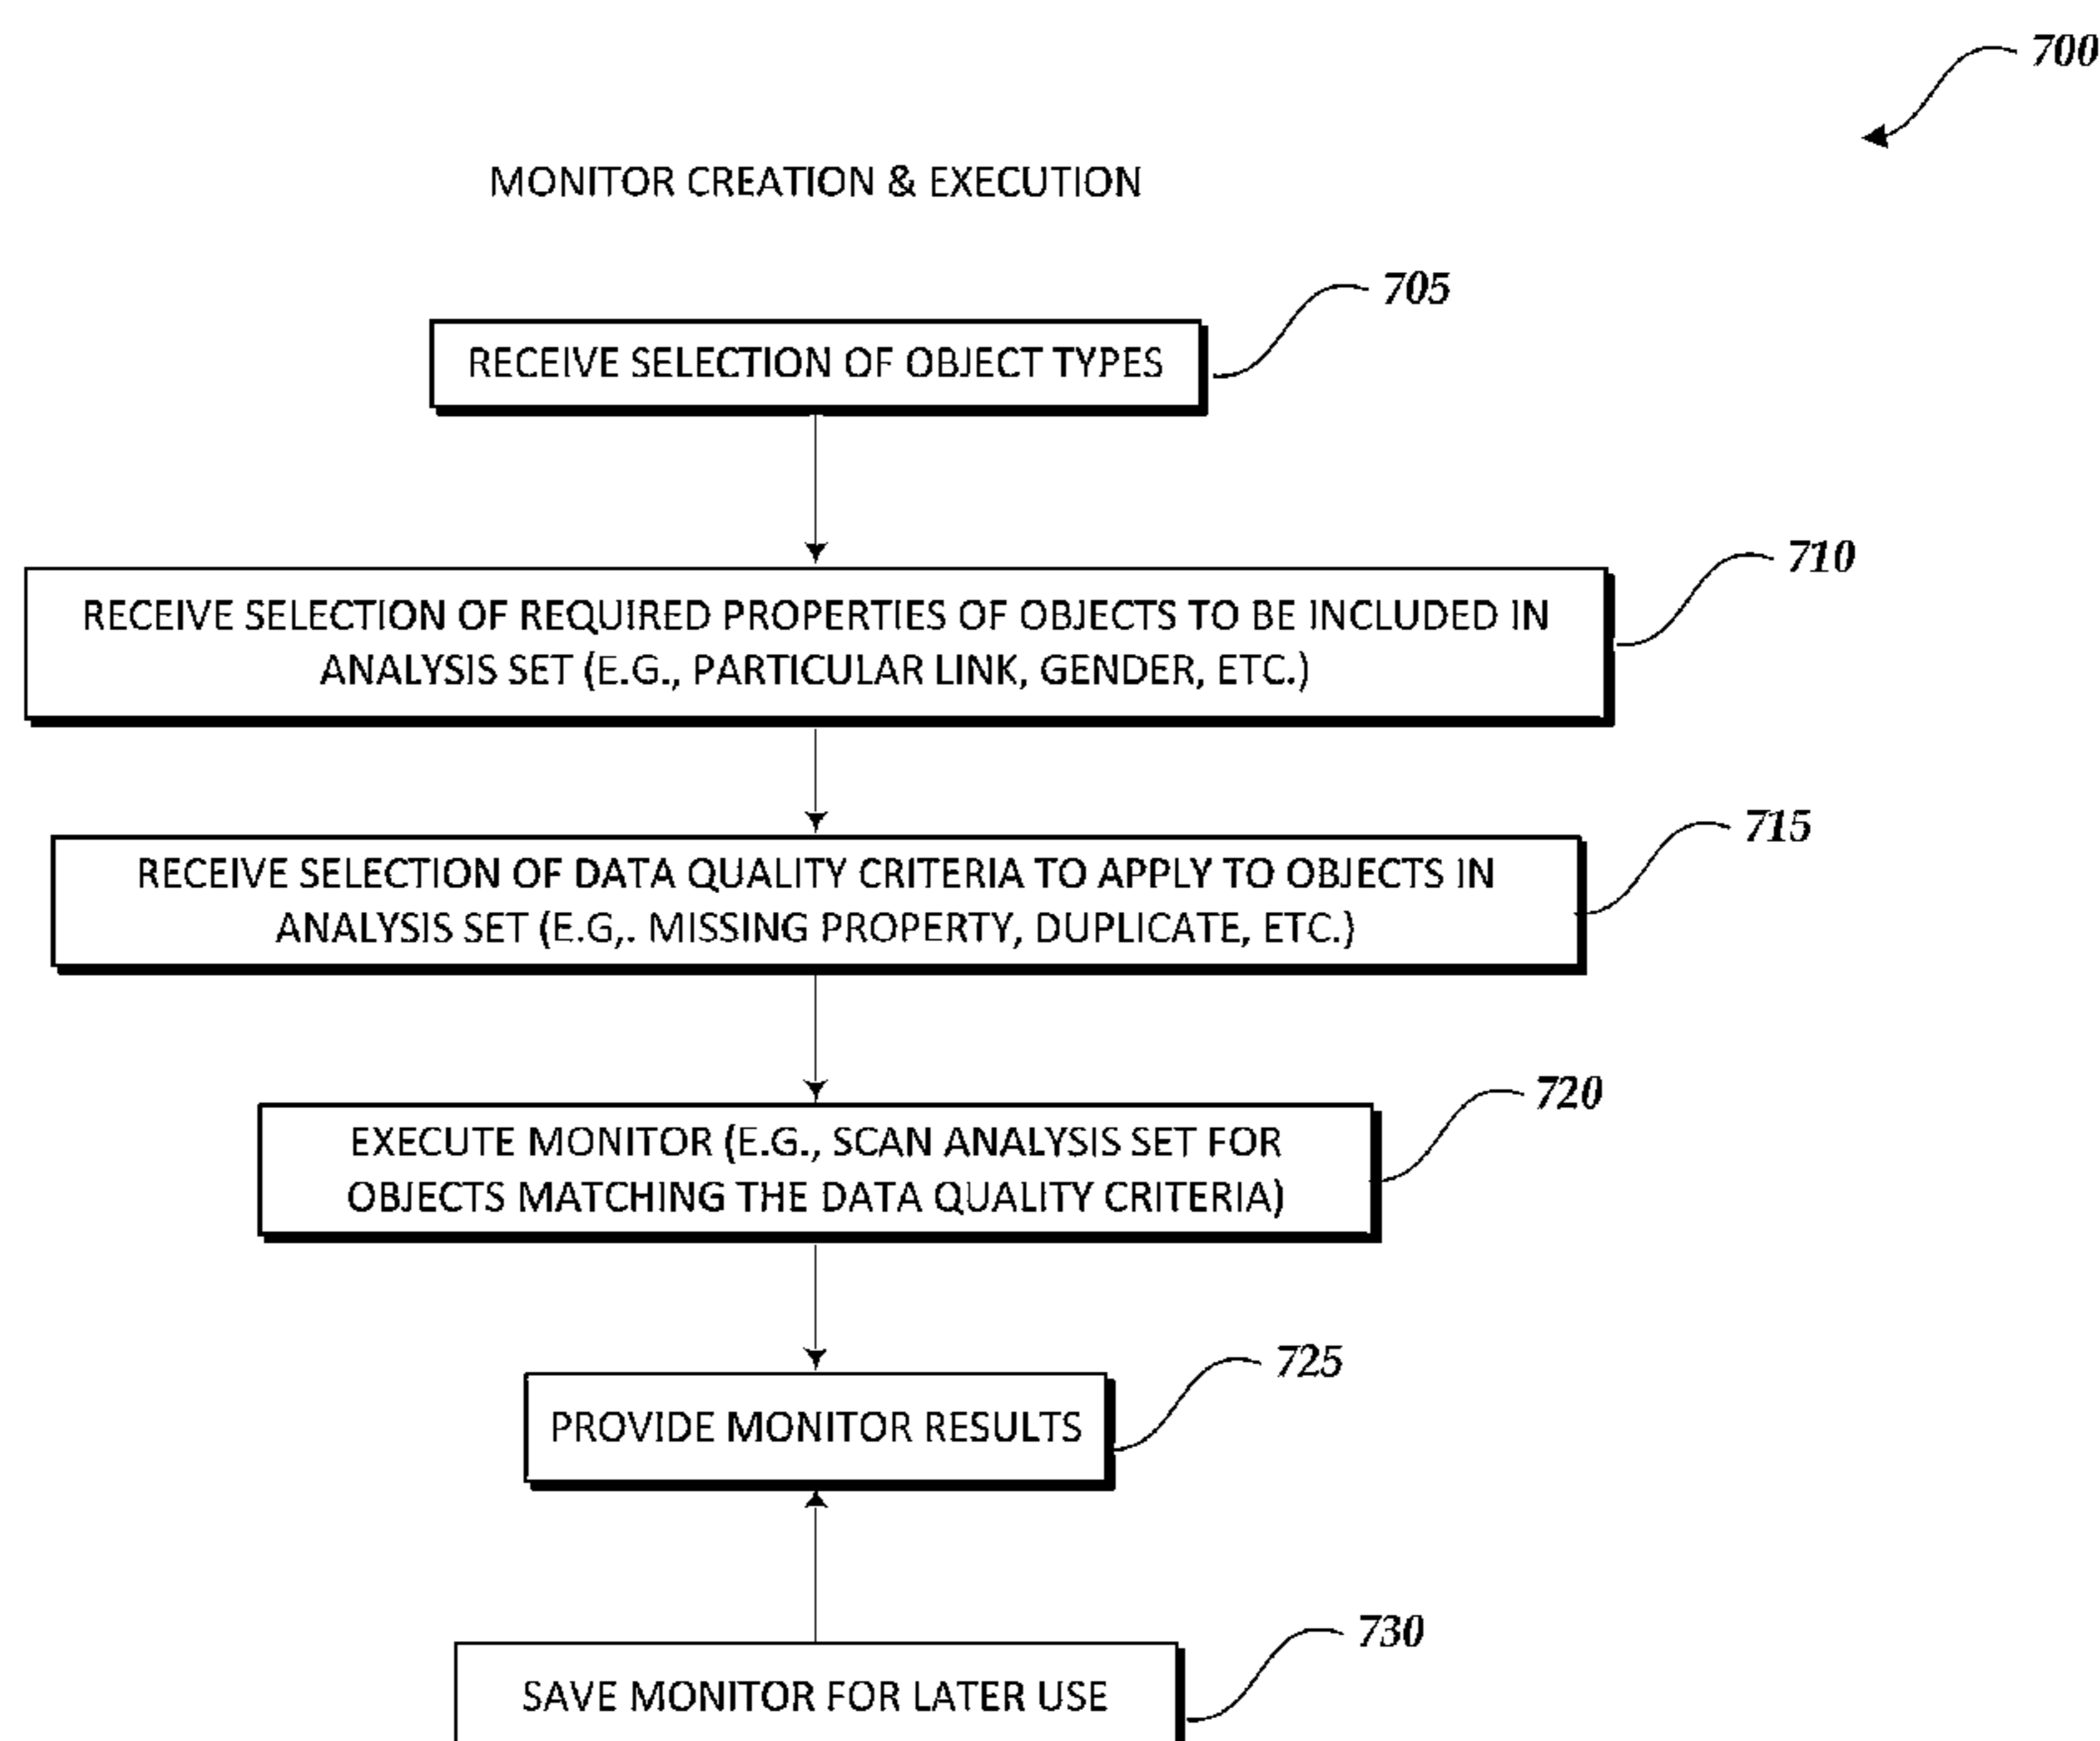 700
MONITOR CREATION & EXECUTION
705
RECEIVE SELECTION OF OBJECT TYPES
710
RECEIVE SELECTION OF REQUIRED PROPERTIES OF OBJECTS TO BE INCLUDED IN
ANALYSIS SET (E.G., PARTICULAR LINK, GENDER, ETC.)
715
RECEIVE SELECTION OF DATA QUALITY CRITERIA TO APPLY TO OBJECTS IN
ANALYSIS SET (E.G,. MISSING PROPERTY, DUPLICATE, ETC.)
720
EXECUTE MONITOR (E.G., SCAN ANALYSIS SET FOR
OBJECTS MATCHING THE DATA QUALITY CRITERIA)
725
PROVIDE MONITOR RESULTS
730
SAVE MONITOR FOR LATER USE